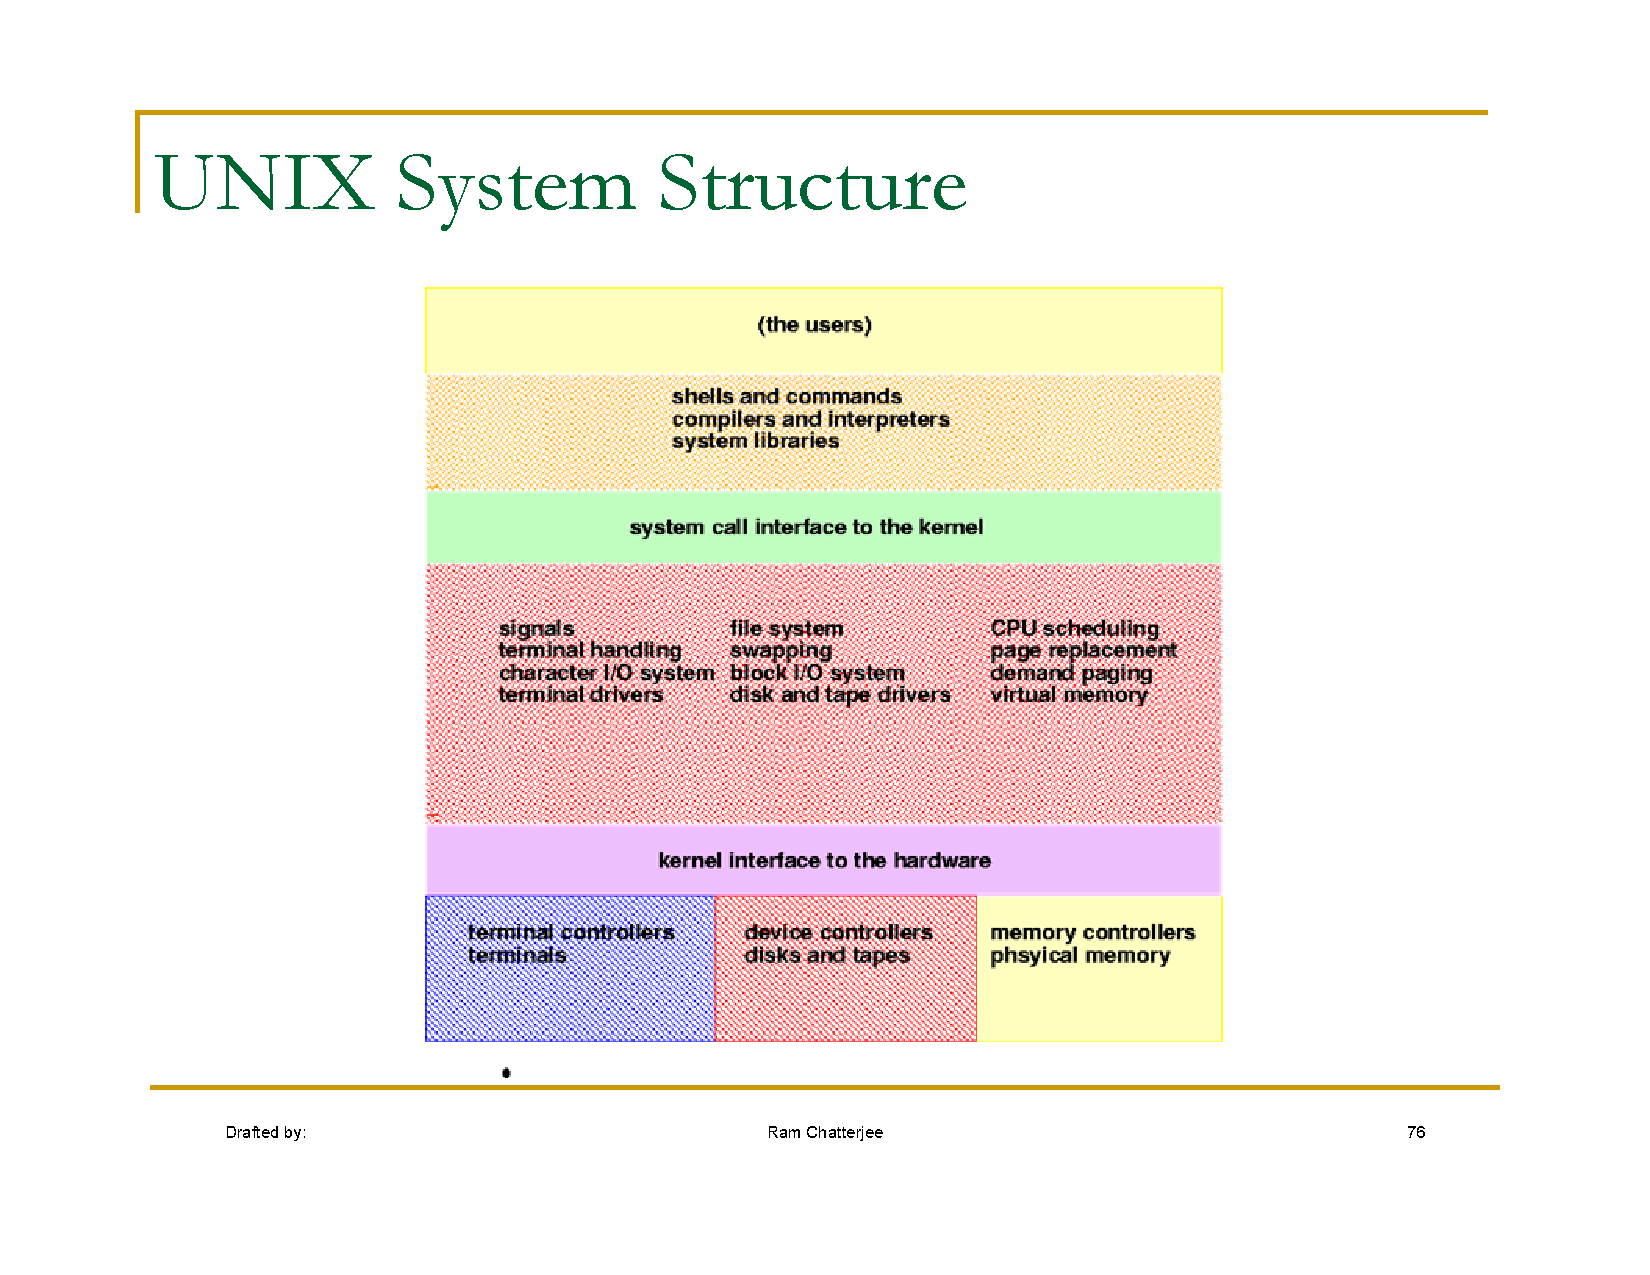 UNIX System Structure
(the users)
shells and commands
compilers and interpreters
system libraries
system call interface to the kernel
signals
terminal handling
character I/O system
terminal drivers
file system
swapping
block I/O system
disk and tape drivers
CPU scheduling
page replacement
demand paging
virtual memory
kernel interface to the hardware
terminal controllers
terminals
device controllers
disks and tapes
memory controllers
phsyical memory
•
Drafted by:
Ram Chatterjee
76